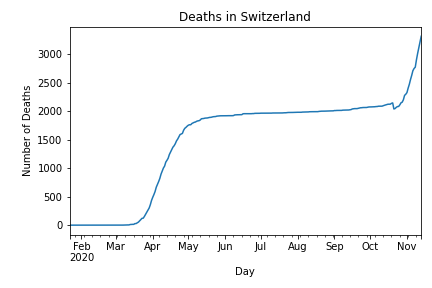 Deaths in Switzerland
Number of Deaths
3000
2500
2000
1500
1000
500
0
Feb Mar Apr May Jun Jul Aug Sep Oct Nov
2020
Day